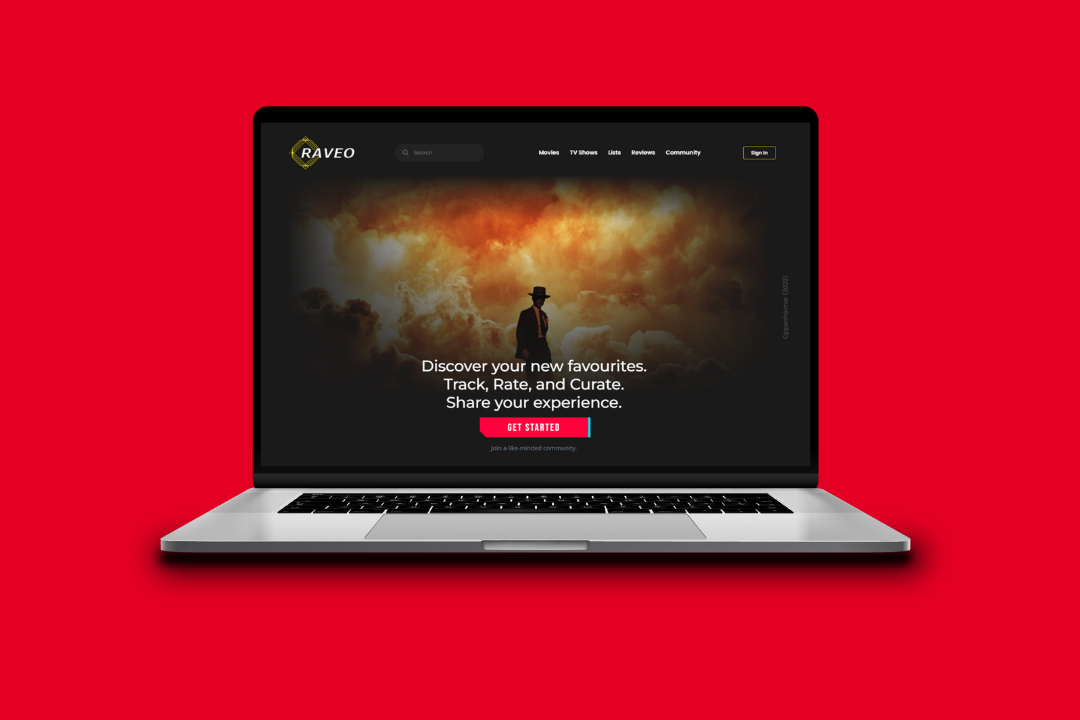 RAVEO
Search
Movies
TV Shows
Lists
Reviews
Community
Sign In
Oppenheimer (2023)
Discover your new favourites.
Track, Rate, and Curate.
Share your experience.
GET STARTED
Join a like-minded community.